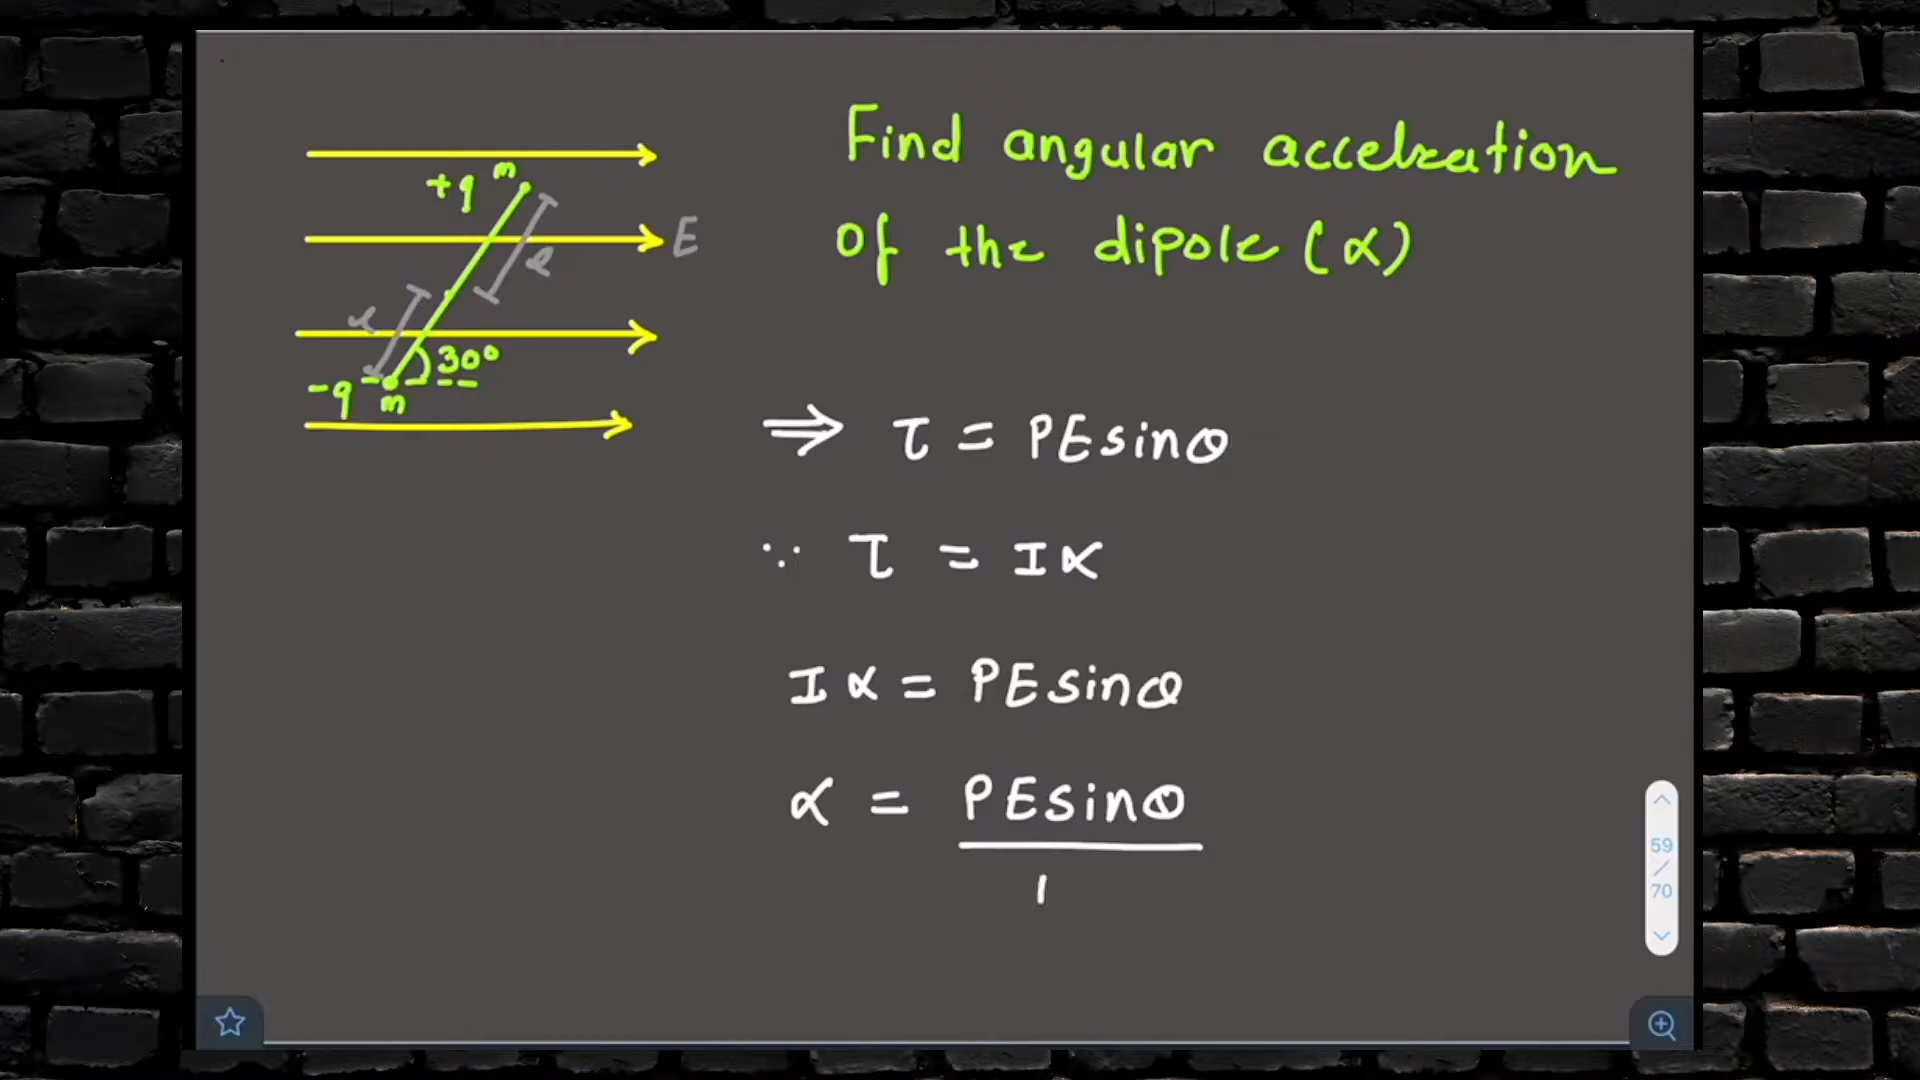 Find angular accelration
of the dipole (α)
+q m
E
l
l
30°
-q m
⇒ τ = PEsinθ
∵ τ = Iα
Iα = PEsinθ
α = PEsinθ
I
59
/
70